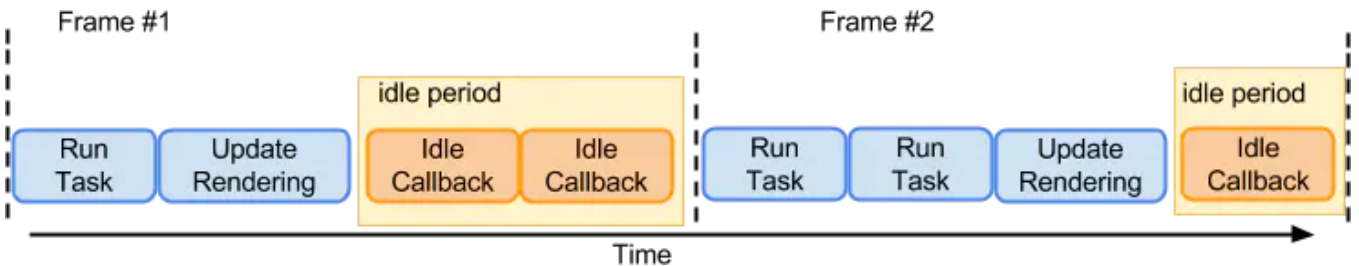 Frame #1
Frame #2
idle period
idle period
Run
Task
Update
Rendering
Idle
Callback
Idle
Callback
Run
Task
Run
Task
Update
Rendering
Idle
Callback
Time